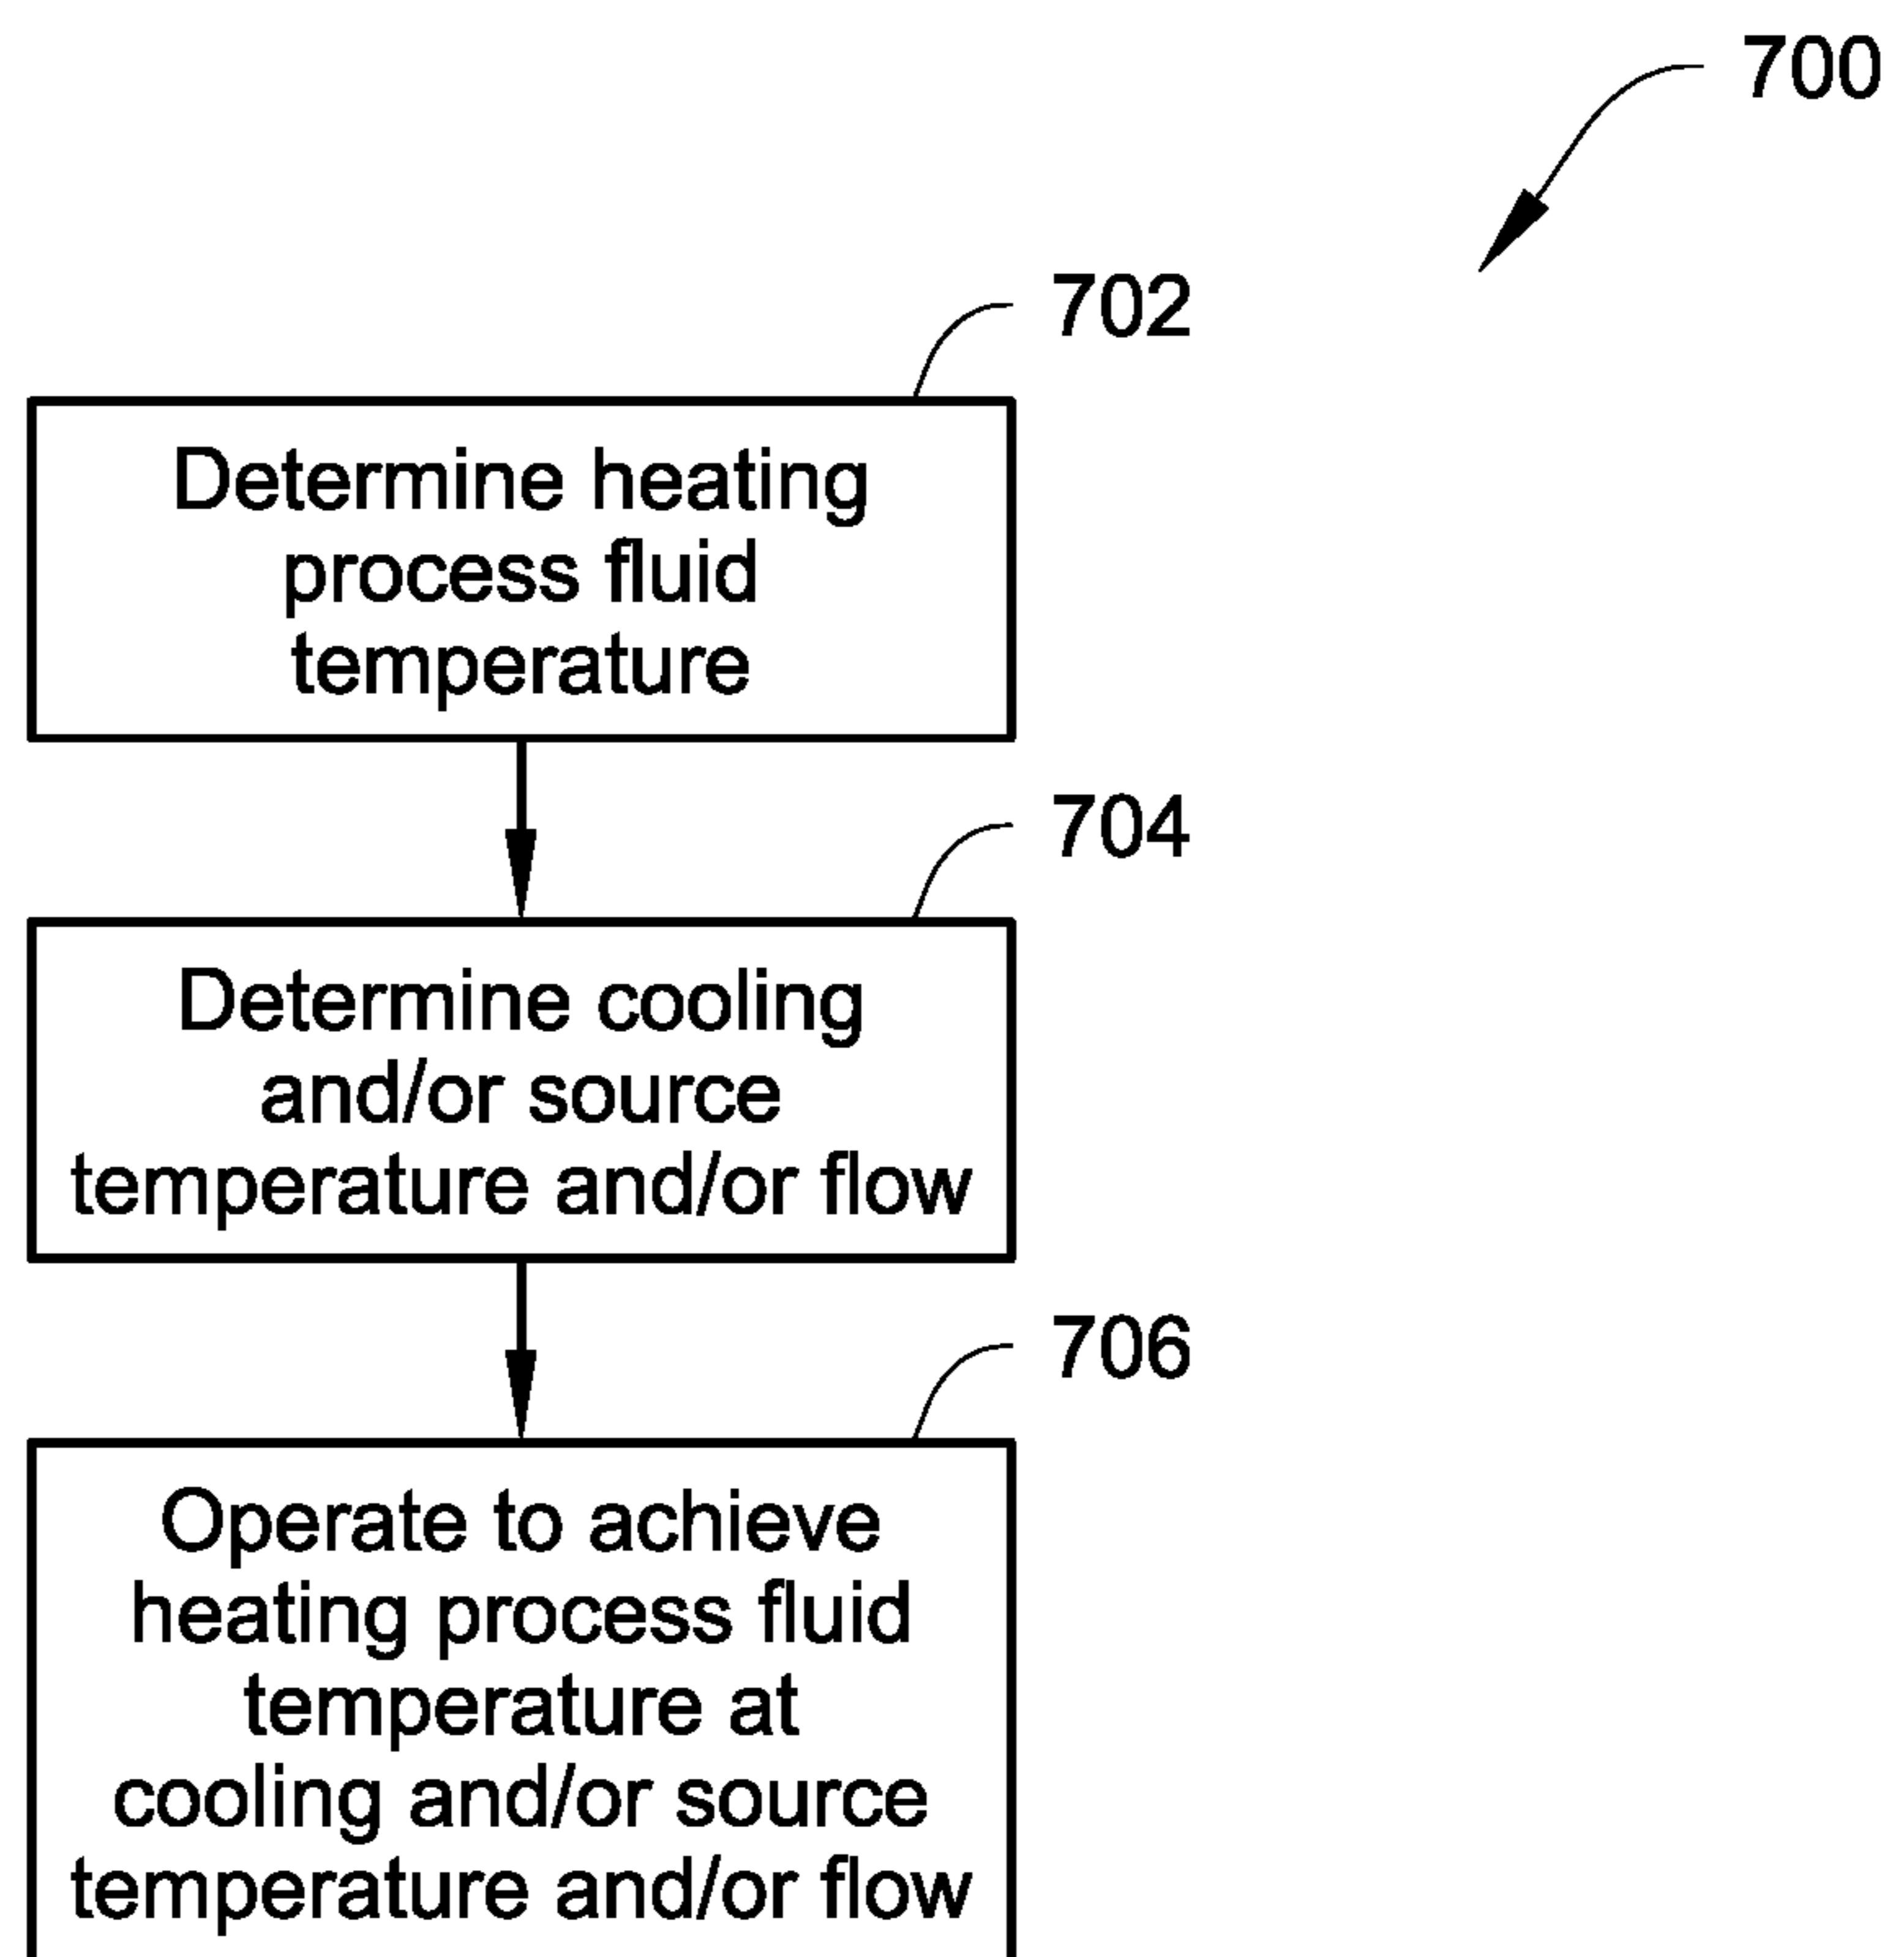 700
702
Determine heating
process fluid
temperature
704
Determine cooling
and/or source
temperature and/or flow
706
Operate to achieve
heating process fluid
temperature at
cooling and/or source
temperature and/or flow